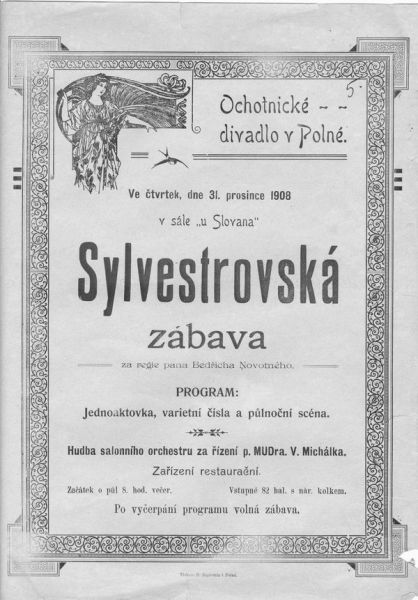 5.
Ochotnické - -
divadlo v Polné.
Ve čtvrtek, dne 31. prosince 1908
v sále „u Slovana"
Sylvestrovská
zábava
za režie pana Bedřicha Novotného.
PROGRAM:
Jednoaktovka, varietní čísla a půlnoční scéna.
Hudba salonního orchestru za řízení p. MUDra. V. Michálka.
Zařízení restaurační.
Začátek o půl 8. hod. večer. Vstupné 82 hal. s nár. kolkem.
Po vyčerpání programu volná zábava.